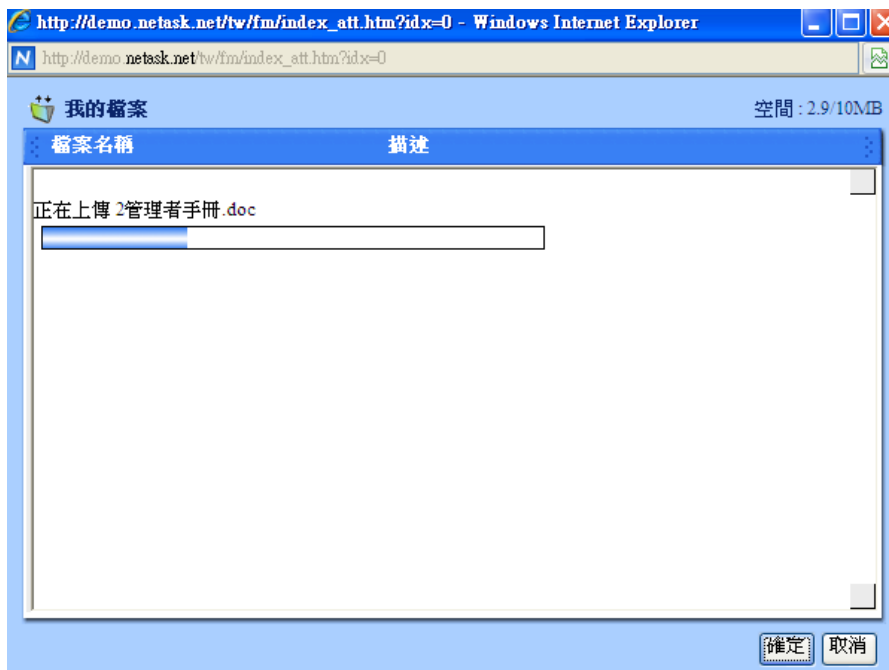 http://demo.netask.net/tw/fm/index_att.htm?idx=0 - Windows Internet Explorer
N http://demo.netask.net/tw/fm/index_att.htm?idx=0
我的檔案 空間 : 2.9/10MB
檔案名稱 描述
正在上傳 2管理者手冊.doc
確定 取消